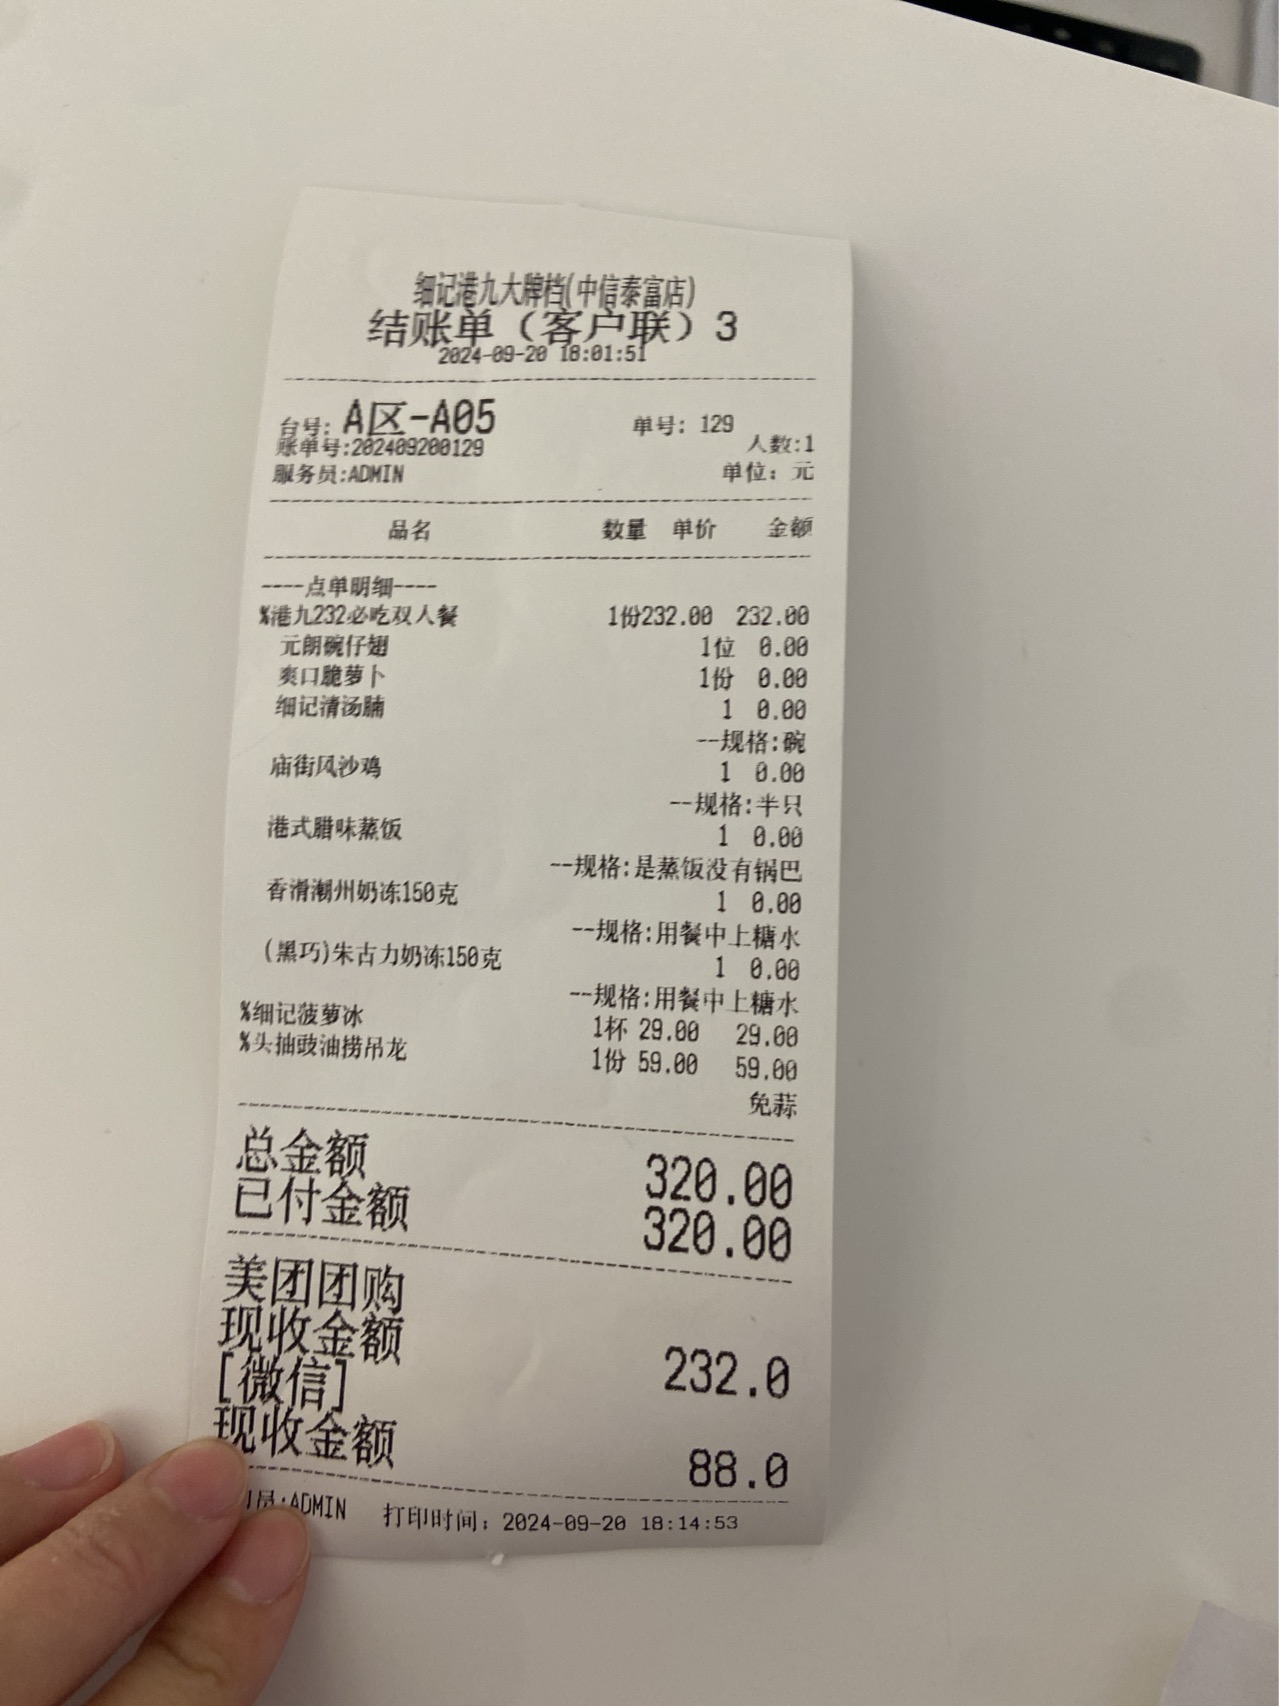 细记港九大牌档(中信泰富店)
结账单（客户联）3
2024-09-20 18:01:51
台号: A区-A05 单号: 129
账单号:202409200129 人数:1
服务员:ADMIN 单位: 元
品名 数量 单价 金额
----点单明细----
%港九232必吃双人餐 1份232.00 232.00
元朗碗仔翅 1位 0.00
爽口脆萝卜 1份 0.00
细记清汤腩 1 0.00
--规格:碗
庙街风沙鸡 1 0.00
--规格:半只
港式腊味蒸饭 1 0.00
--规格:是蒸饭没有锅巴
香滑潮州奶冻150克 1 0.00
--规格:用餐中上糖水
(黑巧)朱古力奶冻150克 1 0.00
--规格:用餐中上糖水
%细记菠萝冰 1杯 29.00 29.00
%头抽豉油捞吊龙 1份 59.00 59.00
免蒜
总金额 320.00
已付金额 320.00
美团团购
现收金额 232.0
[微信]
现收金额 88.0
员:ADMIN 打印时间: 2024-09-20 18:14:53